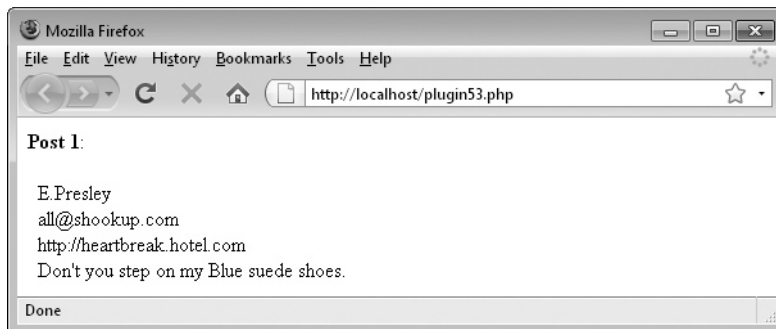 Mozilla Firefox
File Edit View History Bookmarks Tools Help
http://localhost/plugin53.php
Post 1:
E.Presley
all@shookup.com
http://heartbreak.hotel.com
Don't you step on my Blue suede shoes.
Done